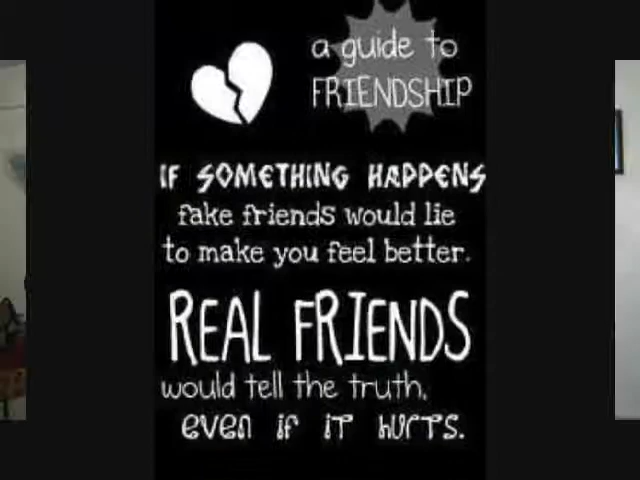 a guide to
FRIENDSHIP
IF SOMETHING HAPPENS
fake friends would lie
to make you feel better.
REAL FRIENDS
would tell the truth,
even if it hurts.